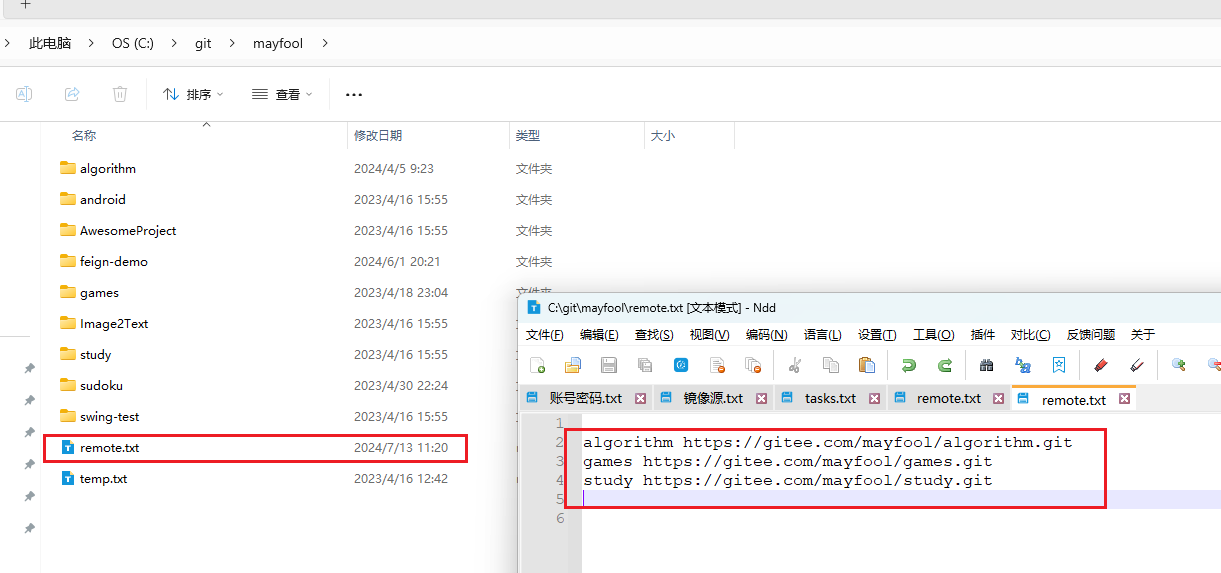 +
此电脑 OS (C:) git mayfool
排序 查看
名称 修改日期 类型 大小
algorithm 2024/4/5 9:23 文件夹
android 2023/4/16 15:55 文件夹
AwesomeProject 2023/4/16 15:55 文件夹
feign-demo 2024/6/1 20:21 文件夹
games 2023/4/18 23:04 文件夹
Image2Text 2023/4/16 15:55
study 2023/4/16 15:55
sudoku 2023/4/30 22:24
swing-test 2023/4/16 15:55
remote.txt 2024/7/13 11:20
temp.txt 2023/4/16 12:42
C:\git\mayfool\remote.txt [文本模式] - Ndd
文件(F) 编辑(E) 查找(S) 视图(V) 编码(N) 语言(L) 设置(T) 工具(O) 插件 对比(C) 反馈问题 关于
账号密码.txt 镜像源.txt tasks.txt remote.txt remote.txt
1
2 algorithm https://gitee.com/mayfool/algorithm.git
3 games https://gitee.com/mayfool/games.git
4 study https://gitee.com/mayfool/study.git
5
6